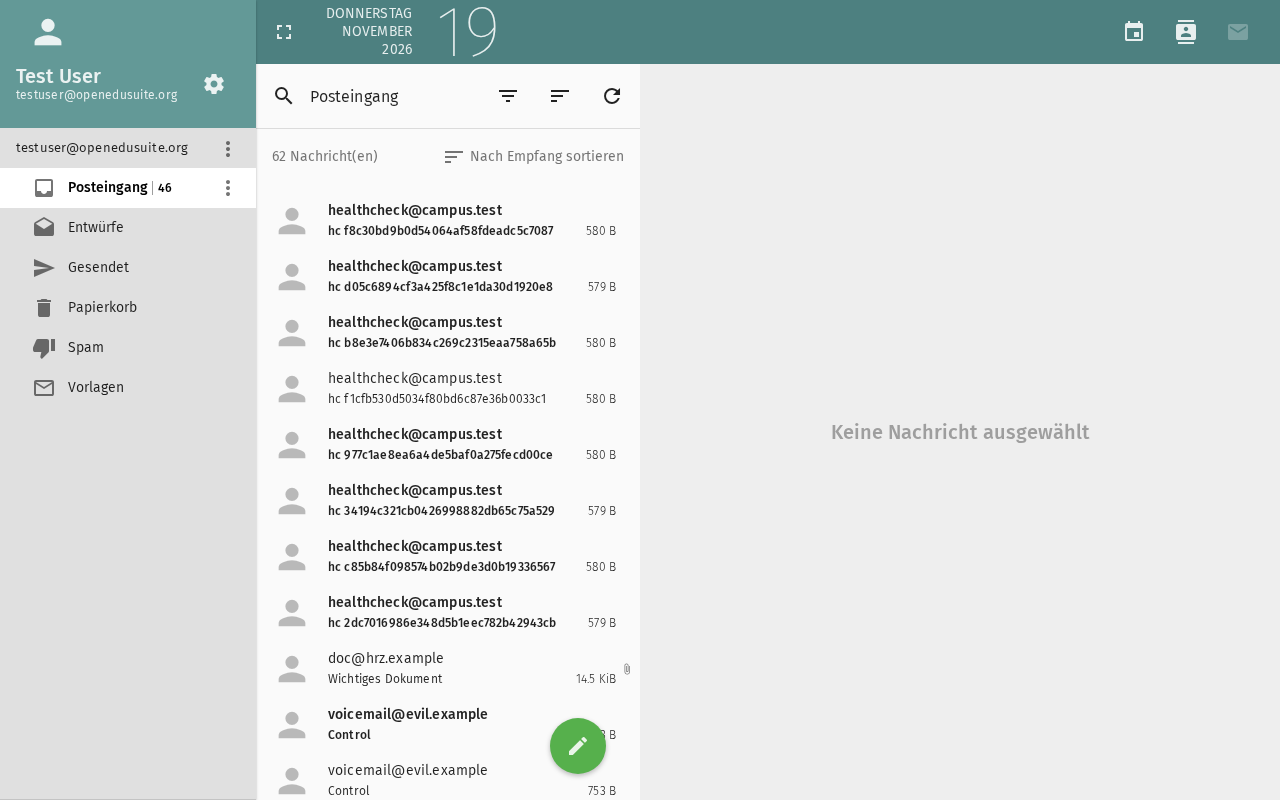 DONNERSTAG
NOVEMBER
2026
19
Test User
testuser@openedusuite.org
testuser@openedusuite.org
Posteingang | 46
Entwürfe
Gesendet
Papierkorb
Spam
Vorlagen
Posteingang
62 Nachricht(en)
Nach Empfang sortieren
healthcheck@campus.test
hc f8c30bd9b0d54064af58fdeadc5c7087 580 B
healthcheck@campus.test
hc d05c6894cf3a425f8c1e1da30d1920e8 579 B
healthcheck@campus.test
hc b8e3e7406b834c269c2315eaa758a65b 580 B
healthcheck@campus.test
hc f1cfb530d5034f80bd6c87e36b0033c1 580 B
healthcheck@campus.test
hc 977c1ae8ea6a4de5baf0a275fecd00ce 580 B
healthcheck@campus.test
hc 34194c321cb0426998882db65c75a529 579 B
healthcheck@campus.test
hc c85b84f098574b02b9de3d0b19336567 580 B
healthcheck@campus.test
hc 2dc7016986e348d5b1eec782b42943cb 579 B
doc@hrz.example
Wichtiges Dokument 14.5 KiB
voicemail@evil.example
Control B
voicemail@evil.example
Control 753 B
Keine Nachricht ausgewählt